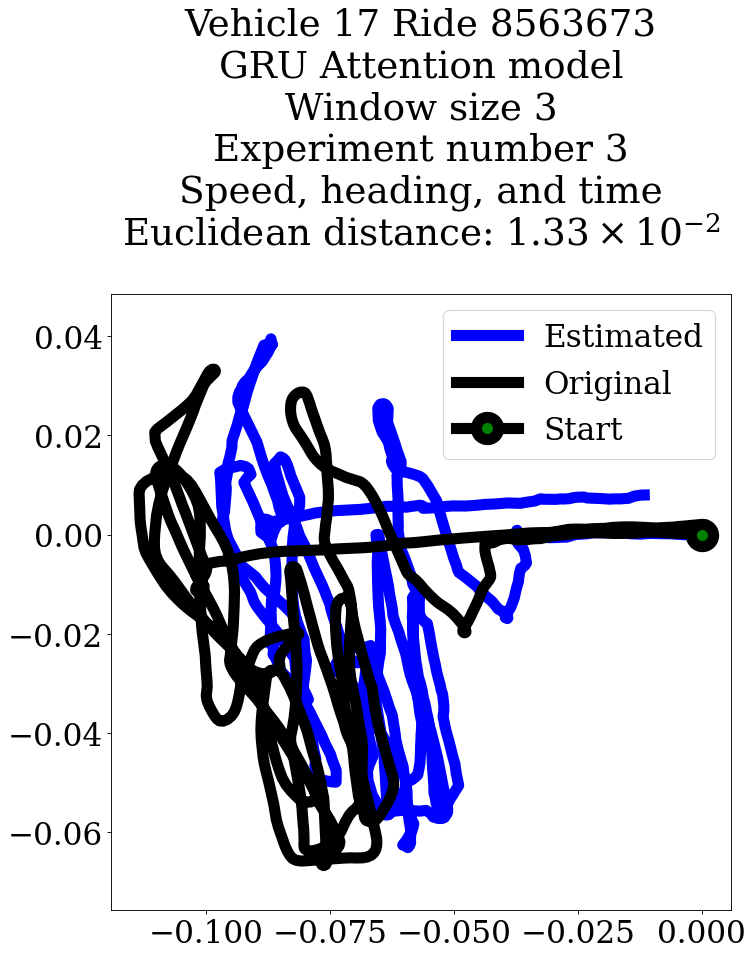 Vehicle 17 Ride 8563673
GRU Attention model
Window size 3
Experiment number 3
Speed, heading, and time
Euclidean distance: 1.33 × 10⁻²
Estimated
Original
Start
0.04
0.02
0.00
−0.02
−0.04
−0.06
−0.100 −0.075 −0.050 −0.025 0.000